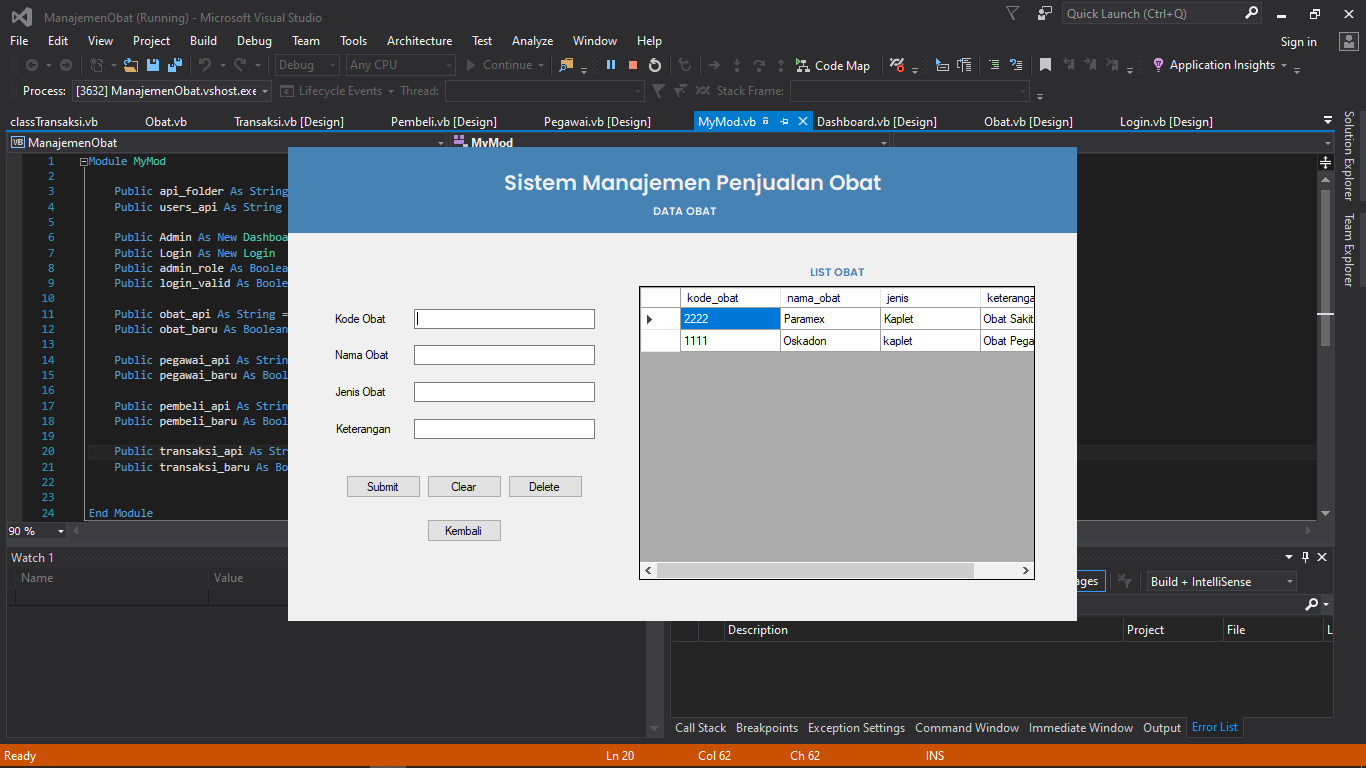 ManajemenObat (Running) - Microsoft Visual Studio
Quick Launch (Ctrl+Q)
File Edit View Project Build Debug Team Tools Architecture Test Analyze Window Help
Sign in
Debug Any CPU Continue Code Map Application Insights
Process: [3632] ManajemenObat.vshost.exe Lifecycle Events Thread: Stack Frame:
classTransaksi.vb Obat.vb Transaksi.vb [Design] Pembeli.vb [Design] Pegawai.vb [Design] MyMod.vb Dashboard.vb [Design] Obat.vb [Design] Login.vb [Design]
VB ManajemenObat MyMod
Solution Explorer
Team Explorer
1 Module MyMod
2
3 Public api_folder As String
4 Public users_api As String
5
6 Public Admin As New Dashboa
7 Public Login As New Login
8 Public admin_role As Boolea
9 Public login_valid As Boole
10
11 Public obat_api As String =
12 Public obat_baru As Boolean
13
14 Public pegawai_api As Strin
15 Public pegawai_baru As Bool
16
17 Public pembeli_api As Strin
18 Public pembeli_baru As Bool
19
20 Public transaksi_api As Str
21 Public transaksi_baru As Bo
22
23
24 End Module
90 %
Sistem Manajemen Penjualan Obat
DATA OBAT
LIST OBAT
Kode Obat
Nama Obat
Jenis Obat
Keterangan
Submit Clear Delete
Kembali
kode_obat nama_obat jenis keteranga
2222 Paramex Kaplet Obat Sakit
1111 Oskadon kaplet Obat Pega
Watch 1
Name Value
ages Build + IntelliSense
Description Project File L
Call Stack Breakpoints Exception Settings Command Window Immediate Window Output Error List
Ready Ln 20 Col 62 Ch 62 INS